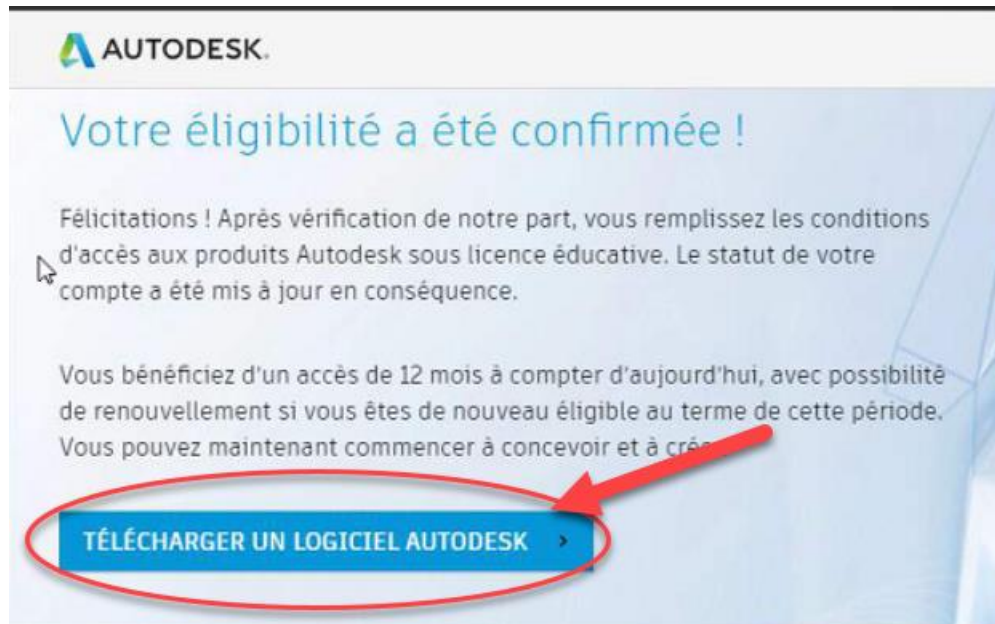 AUTODESK.
Votre éligibilité a été confirmée !
Félicitations ! Après vérification de notre part, vous remplissez les conditions
d'accès aux produits Autodesk sous licence éducative. Le statut de votre
compte a été mis à jour en conséquence.
Vous bénéficiez d'un accès de 12 mois à compter d'aujourd'hui, avec possibilité
de renouvellement si vous êtes de nouveau éligible au terme de cette période.
Vous pouvez maintenant commencer à concevoir et à
TÉLÉCHARGER UN LOGICIEL AUTODESK >